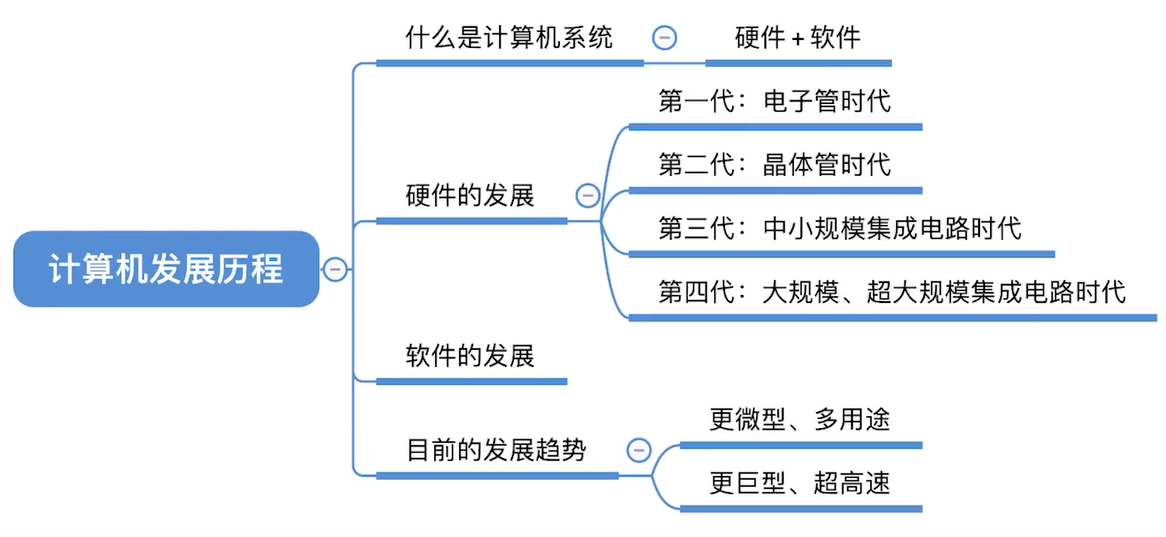 计算机发展历程
什么是计算机系统
硬件+软件
硬件的发展
第一代：电子管时代
第二代：晶体管时代
第三代：中小规模集成电路时代
第四代：大规模、超大规模集成电路时代
软件的发展
目前的发展趋势
更微型、多用途
更巨型、超高速